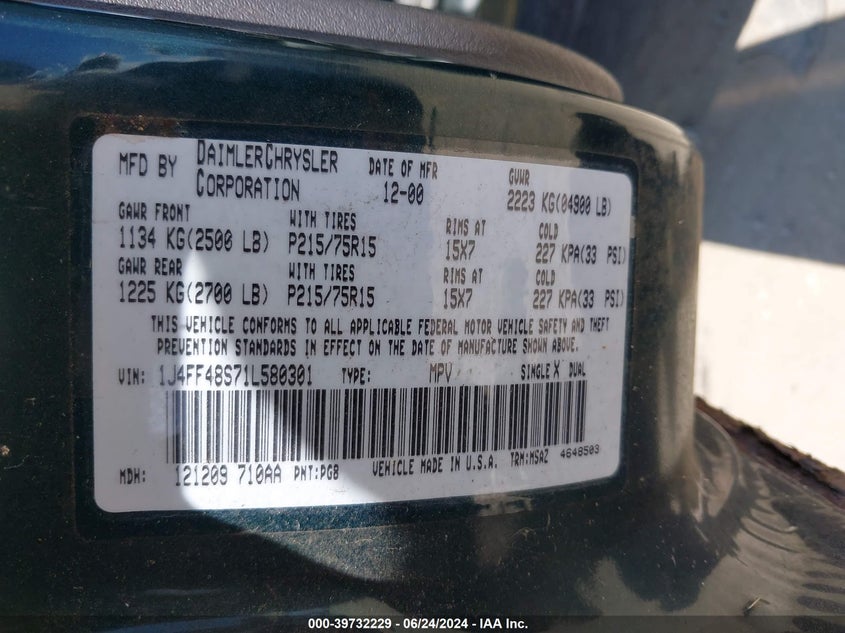 MFD BY DAIMLERCHRYSLER CORPORATION DATE OF MFR 12-00 GVWR 2223 KG(04900 LB)
GAWR FRONT WITH TIRES RIMS AT COLD
1134 KG(2500 LB) P215/75R15 15X7 227 KPA(33 PSI)
GAWR REAR WITH TIRES RIMS AT COLD
1225 KG(2700 LB) P215/75R15 15X7 227 KPA(33 PSI)
THIS VEHICLE CONFORMS TO ALL APPLICABLE FEDERAL MOTOR VEHICLE SAFETY AND THEFT
PREVENTION STANDARDS IN EFFECT ON THE DATE OF MANUFACTURE SHOWN ABOVE.
VIN: 1J4FF48S71L580301 TYPE: MPV SINGLE X DUAL
MDH: 121209 710AA PNT:PG8 VEHICLE MADE IN U.S.A. TRM:MSAZ 4648503
000-39732229 - 06/24/2024 - IAA Inc.